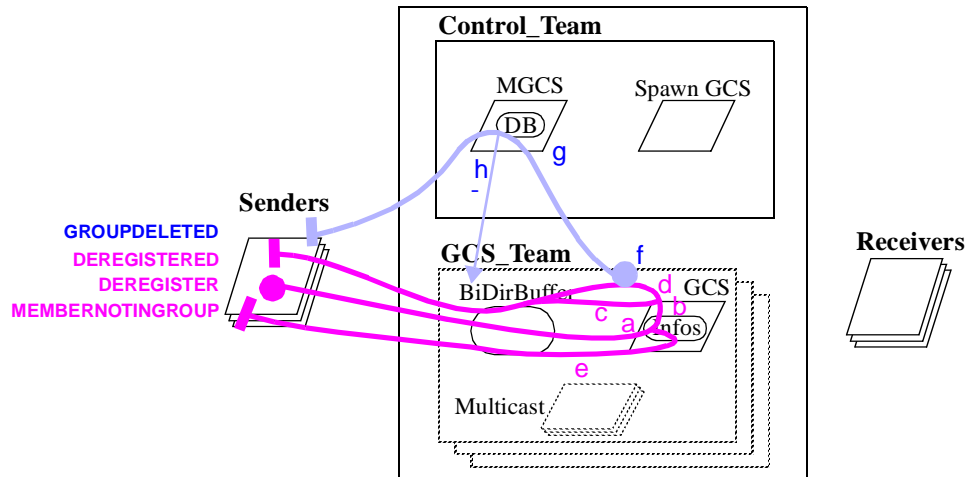 Control_Team
MGCS
Spawn GCS
DB
g
h
-
Senders
GROUPDELETED
DEREGISTERED
DEREGISTER
MEMBERNOTINGROUP
Receivers
GCS_Team
f
BiDirBuffer
d
GCS
c
b
a
Infos
e
Multicast